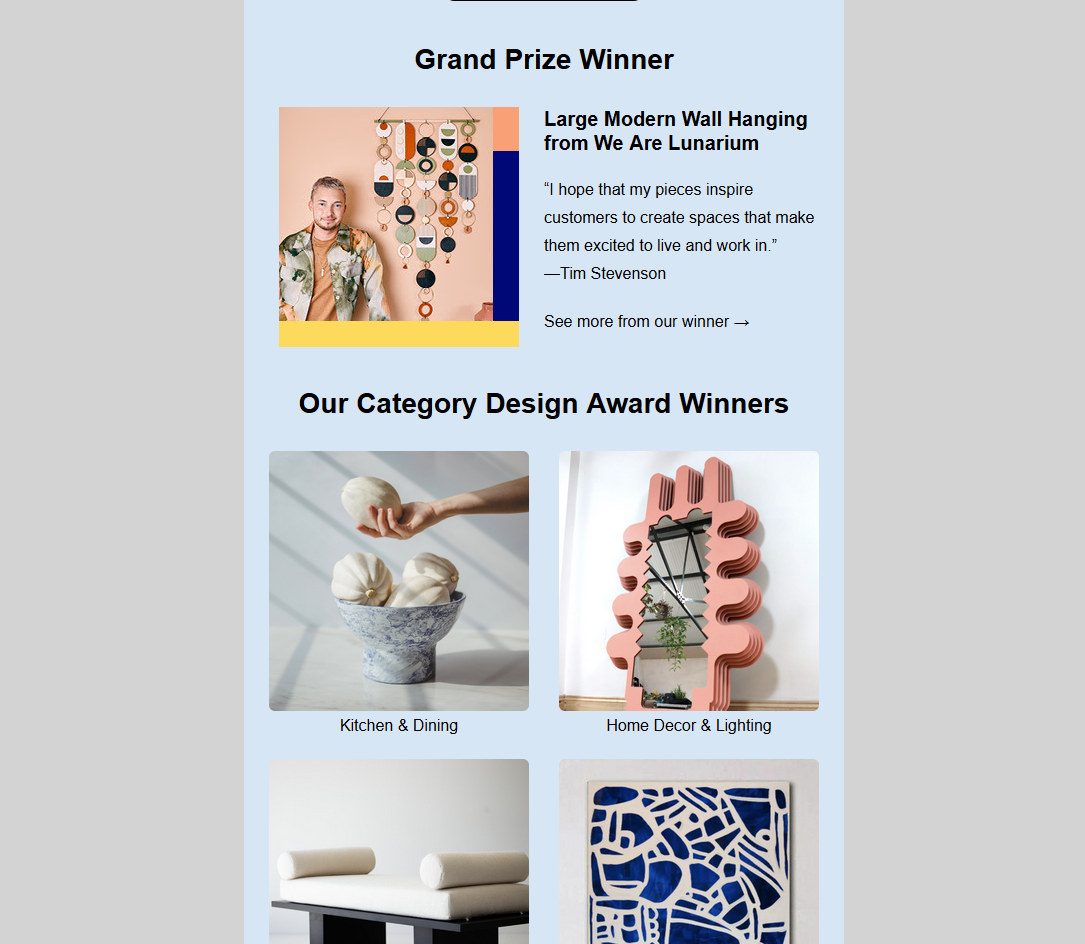 Grand Prize Winner
Large Modern Wall Hanging
from We Are Lunarium
“I hope that my pieces inspire
customers to create spaces that make
them excited to live and work in.”
—Tim Stevenson
See more from our winner →
Our Category Design Award Winners
Kitchen & Dining
Home Decor & Lighting